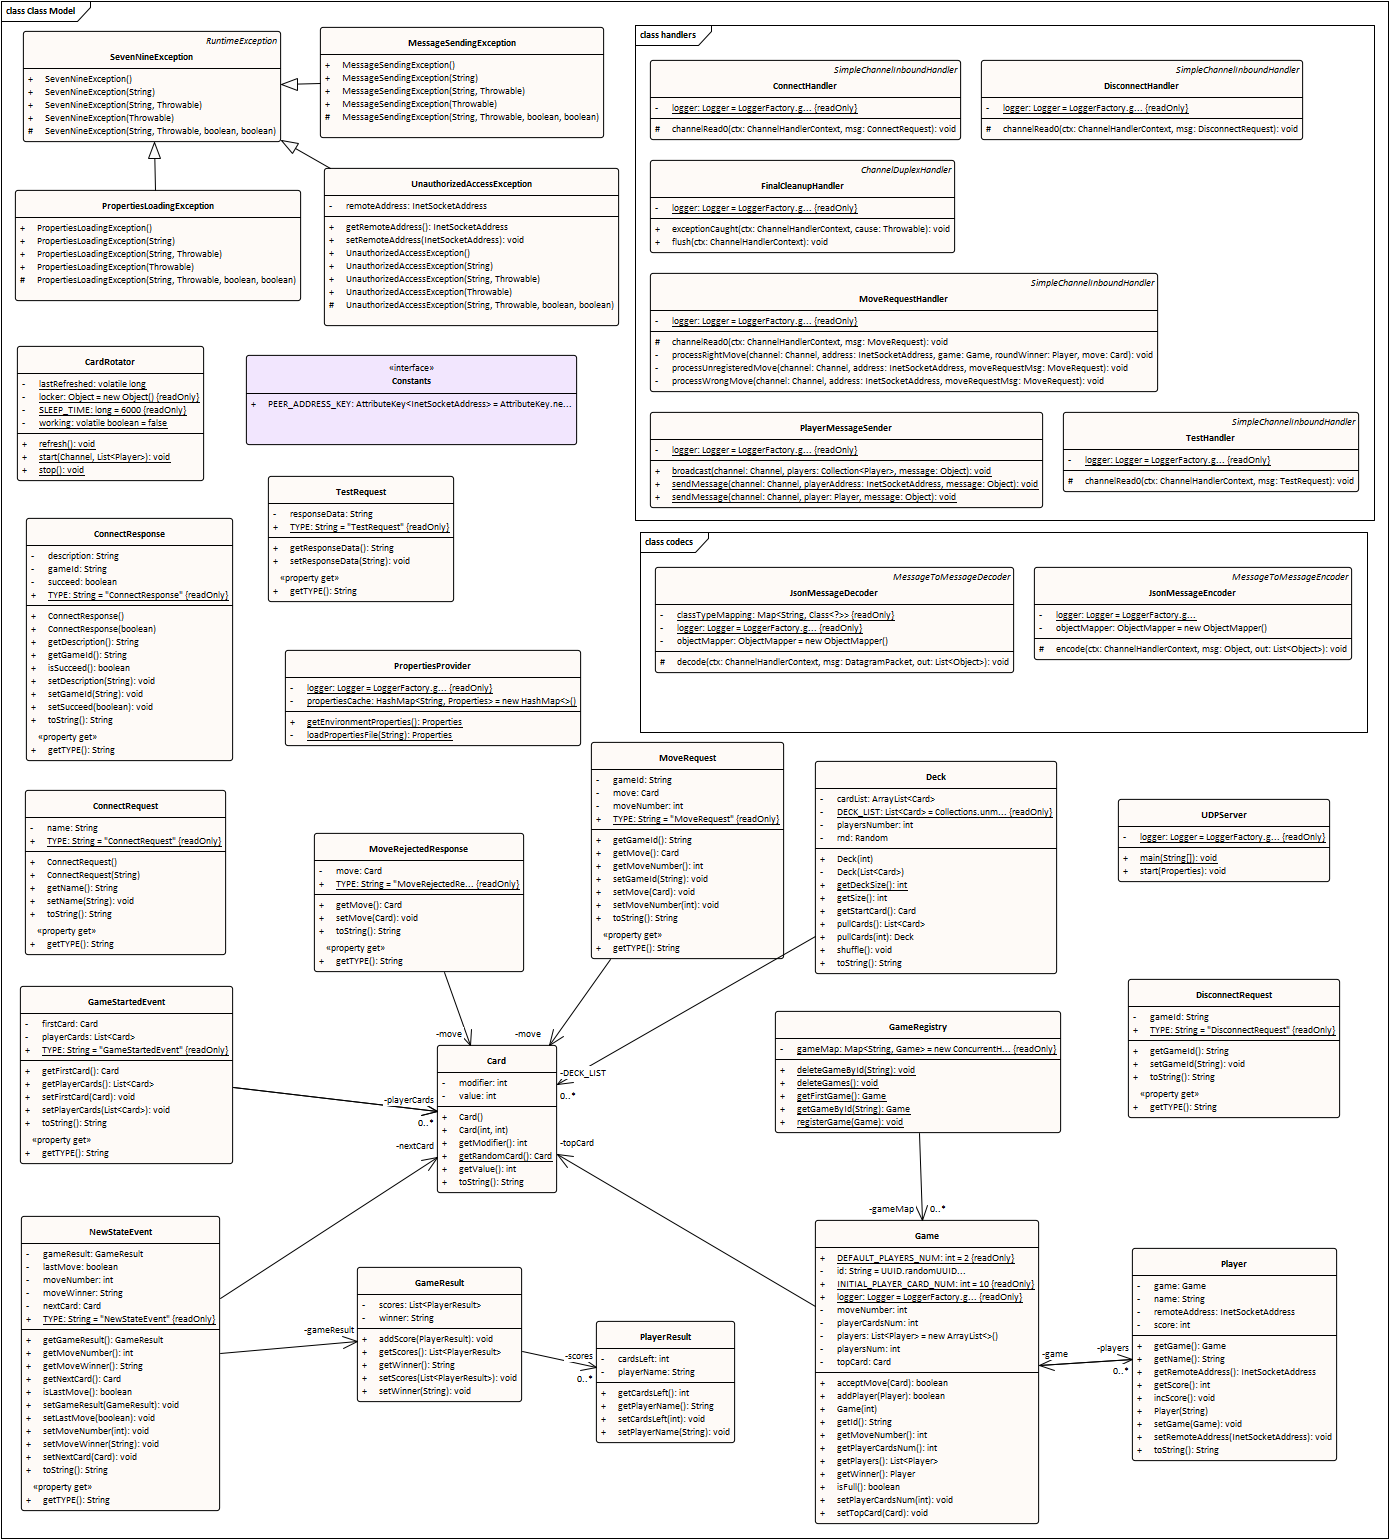 class Class Model
RuntimeException
SevenNineException
+ SevenNineException()
+ SevenNineException(String)
+ SevenNineException(String, Throwable)
+ SevenNineException(Throwable)
# SevenNineException(String, Throwable, boolean, boolean)
MessageSendingException
+ MessageSendingException()
+ MessageSendingException(String)
+ MessageSendingException(String, Throwable)
+ MessageSendingException(Throwable)
# MessageSendingException(String, Throwable, boolean, boolean)
PropertiesLoadingException
+ PropertiesLoadingException()
+ PropertiesLoadingException(String)
+ PropertiesLoadingException(String, Throwable)
+ PropertiesLoadingException(Throwable)
# PropertiesLoadingException(String, Throwable, boolean, boolean)
UnauthorizedAccessException
- remoteAddress: InetSocketAddress
+ getRemoteAddress(): InetSocketAddress
+ setRemoteAddress(InetSocketAddress): void
+ UnauthorizedAccessException()
+ UnauthorizedAccessException(String)
+ UnauthorizedAccessException(String, Throwable)
+ UnauthorizedAccessException(Throwable)
# UnauthorizedAccessException(String, Throwable, boolean, boolean)
class handlers
SimpleChannelInboundHandler
ConnectHandler
- logger: Logger = LoggerFactory.g... {readOnly}
# channelRead0(ctx: ChannelHandlerContext, msg: ConnectRequest): void
SimpleChannelInboundHandler
DisconnectHandler
- logger: Logger = LoggerFactory.g... {readOnly}
# channelRead0(ctx: ChannelHandlerContext, msg: DisconnectRequest): void
ChannelDuplexHandler
FinalCleanupHandler
- logger: Logger = LoggerFactory.g... {readOnly}
+ exceptionCaught(ctx: ChannelHandlerContext, cause: Throwable): void
+ flush(ctx: ChannelHandlerContext): void
SimpleChannelInboundHandler
MoveRequestHandler
- logger: Logger = LoggerFactory.g... {readOnly}
# channelRead0(ctx: ChannelHandlerContext, msg: MoveRequest): void
- processRightMove(channel: Channel, address: InetSocketAddress, game: Game, roundWinner: Player, move: Card): void
- processUnregisteredMove(channel: Channel, address: InetSocketAddress, moveRequestMsg: MoveRequest): void
- processWrongMove(channel: Channel, address: InetSocketAddress, moveRequestMsg: MoveRequest): void
PlayerMessageSender
- logger: Logger = LoggerFactory.g... {readOnly}
+ broadcast(channel: Channel, players: Collection<Player>, message: Object): void
+ sendMessage(channel: Channel, playerAddress: InetSocketAddress, message: Object): void
+ sendMessage(channel: Channel, player: Player, message: Object): void
SimpleChannelInboundHandler
TestHandler
- logger: Logger = LoggerFactory.g... {readOnly}
# channelRead0(ctx: ChannelHandlerContext, msg: TestRequest): void
CardRotator
- lastRefreshed: volatile long
- locker: Object = new Object() {readOnly}
- SLEEP_TIME: long = 6000 {readOnly}
- working: volatile boolean = false
+ refresh(): void
+ start(Channel, List<Player>): void
+ stop(): void
«interface»
Constants
+ PEER_ADDRESS_KEY: AttributeKey<InetSocketAddress> = AttributeKey.ne...
TestRequest
- responseData: String
+ TYPE: String = "TestRequest" {readOnly}
+ getResponseData(): String
+ setResponseData(String): void
«property get»
+ getTYPE(): String
ConnectResponse
- description: String
- gameId: String
- succeed: boolean
+ TYPE: String = "ConnectResponse" {readOnly}
+ ConnectResponse()
+ ConnectResponse(boolean)
+ getDescription(): String
+ getGameId(): String
+ isSucceed(): boolean
+ setDescription(String): void
+ setGameId(String): void
+ setSucceed(boolean): void
+ toString(): String
«property get»
+ getTYPE(): String
class codecs
MessageToMessageDecoder
JsonMessageDecoder
- classTypeMapping: Map<String, Class<?>> {readOnly}
- logger: Logger = LoggerFactory.g... {readOnly}
- objectMapper: ObjectMapper = new ObjectMapper()
# decode(ctx: ChannelHandlerContext, msg: DatagramPacket, out: List<Object>): void
MessageToMessageEncoder
JsonMessageEncoder
- logger: Logger = LoggerFactory.g...
- objectMapper: ObjectMapper = new ObjectMapper()
# encode(ctx: ChannelHandlerContext, msg: Object, out: List<Object>): void
PropertiesProvider
- logger: Logger = LoggerFactory.g... {readOnly}
- propertiesCache: HashMap<String, Properties> = new HashMap<>()
+ getEnvironmentProperties(): Properties
- loadPropertiesFile(String): Properties
MoveRequest
- gameId: String
- move: Card
- moveNumber: int
+ TYPE: String = "MoveRequest" {readOnly}
+ getGameId(): String
+ getMove(): Card
+ getMoveNumber(): int
+ setGameId(String): void
+ setMove(Card): void
+ setMoveNumber(int): void
+ toString(): String
«property get»
+ getTYPE(): String
Deck
- cardList: ArrayList<Card>
- DECK_LIST: List<Card> = Collections.unm... {readOnly}
- playersNumber: int
- rnd: Random
+ Deck(int)
- Deck(List<Card>)
+ getDeckSize(): int
+ getSize(): int
+ getStartCard(): Card
+ pullCards(): List<Card>
+ pullCards(int): Deck
+ shuffle(): void
+ toString(): String
UDPServer
- logger: Logger = LoggerFactory.g... {readOnly}
+ main(String[]): void
+ start(Properties): void
ConnectRequest
- name: String
+ TYPE: String = "ConnectRequest" {readOnly}
+ ConnectRequest()
+ ConnectRequest(String)
+ getName(): String
+ setName(String): void
+ toString(): String
«property get»
+ getTYPE(): String
MoveRejectedResponse
- move: Card
+ TYPE: String = "MoveRejectedRe... {readOnly}
+ getMove(): Card
+ setMove(Card): void
+ toString(): String
«property get»
+ getTYPE(): String
GameStartedEvent
- firstCard: Card
- playerCards: List<Card>
+ TYPE: String = "GameStartedEvent" {readOnly}
+ getFirstCard(): Card
+ getPlayerCards(): List<Card>
+ setFirstCard(Card): void
+ setPlayerCards(List<Card>): void
+ toString(): String
«property get»
+ getTYPE(): String
-move
-move
-DECK_LIST
0..*
-playerCards
0..*
-nextCard
-topCard
Card
- modifier: int
- value: int
+ Card()
+ Card(int, int)
+ getModifier(): int
+ getRandomCard(): Card
+ getValue(): int
+ toString(): String
GameRegistry
- gameMap: Map<String, Game> = new ConcurrentH... {readOnly}
+ deleteGameById(String): void
+ deleteGames(): void
+ getFirstGame(): Game
+ getGameById(String): Game
+ registerGame(Game): void
DisconnectRequest
- gameId: String
+ TYPE: String = "DisconnectRequest" {readOnly}
+ getGameId(): String
+ setGameId(String): void
+ toString(): String
«property get»
+ getTYPE(): String
-gameMap
0..*
NewStateEvent
- gameResult: GameResult
- lastMove: boolean
- moveNumber: int
- moveWinner: String
- nextCard: Card
+ TYPE: String = "NewStateEvent" {readOnly}
+ getGameResult(): GameResult
+ getMoveNumber(): int
+ getMoveWinner(): String
+ getNextCard(): Card
+ isLastMove(): boolean
+ setGameResult(GameResult): void
+ setLastMove(boolean): void
+ setMoveNumber(int): void
+ setMoveWinner(String): void
+ setNextCard(Card): void
+ toString(): String
«property get»
+ getTYPE(): String
-gameResult
GameResult
- scores: List<PlayerResult>
- winner: String
+ addScore(PlayerResult): void
+ getScores(): List<PlayerResult>
+ getWinner(): String
+ setScores(List<PlayerResult>): void
+ setWinner(String): void
-scores
0..*
PlayerResult
- cardsLeft: int
- playerName: String
+ getCardsLeft(): int
+ getPlayerName(): String
+ setCardsLeft(int): void
+ setPlayerName(String): void
Game
+ DEFAULT_PLAYERS_NUM: int = 2 {readOnly}
- id: String = UUID.randomUUID...
+ INITIAL_PLAYER_CARD_NUM: int = 10 {readOnly}
+ logger: Logger = LoggerFactory.g... {readOnly}
- moveNumber: int
- playerCardsNum: int
- players: List<Player> = new ArrayList<>()
- playersNum: int
- topCard: Card
+ acceptMove(Card): boolean
+ addPlayer(Player): boolean
+ Game(int)
+ getId(): String
+ getMoveNumber(): int
+ getPlayerCardsNum(): int
+ getPlayers(): List<Player>
+ getWinner(): Player
+ isFull(): boolean
+ setPlayerCardsNum(int): void
+ setTopCard(Card): void
-game
-players
0..*
Player
- game: Game
- name: String
- remoteAddress: InetSocketAddress
- score: int
+ getGame(): Game
+ getName(): String
+ getRemoteAddress(): InetSocketAddress
+ getScore(): int
+ incScore(): void
+ Player(String)
+ setGame(Game): void
+ setRemoteAddress(InetSocketAddress): void
+ toString(): String